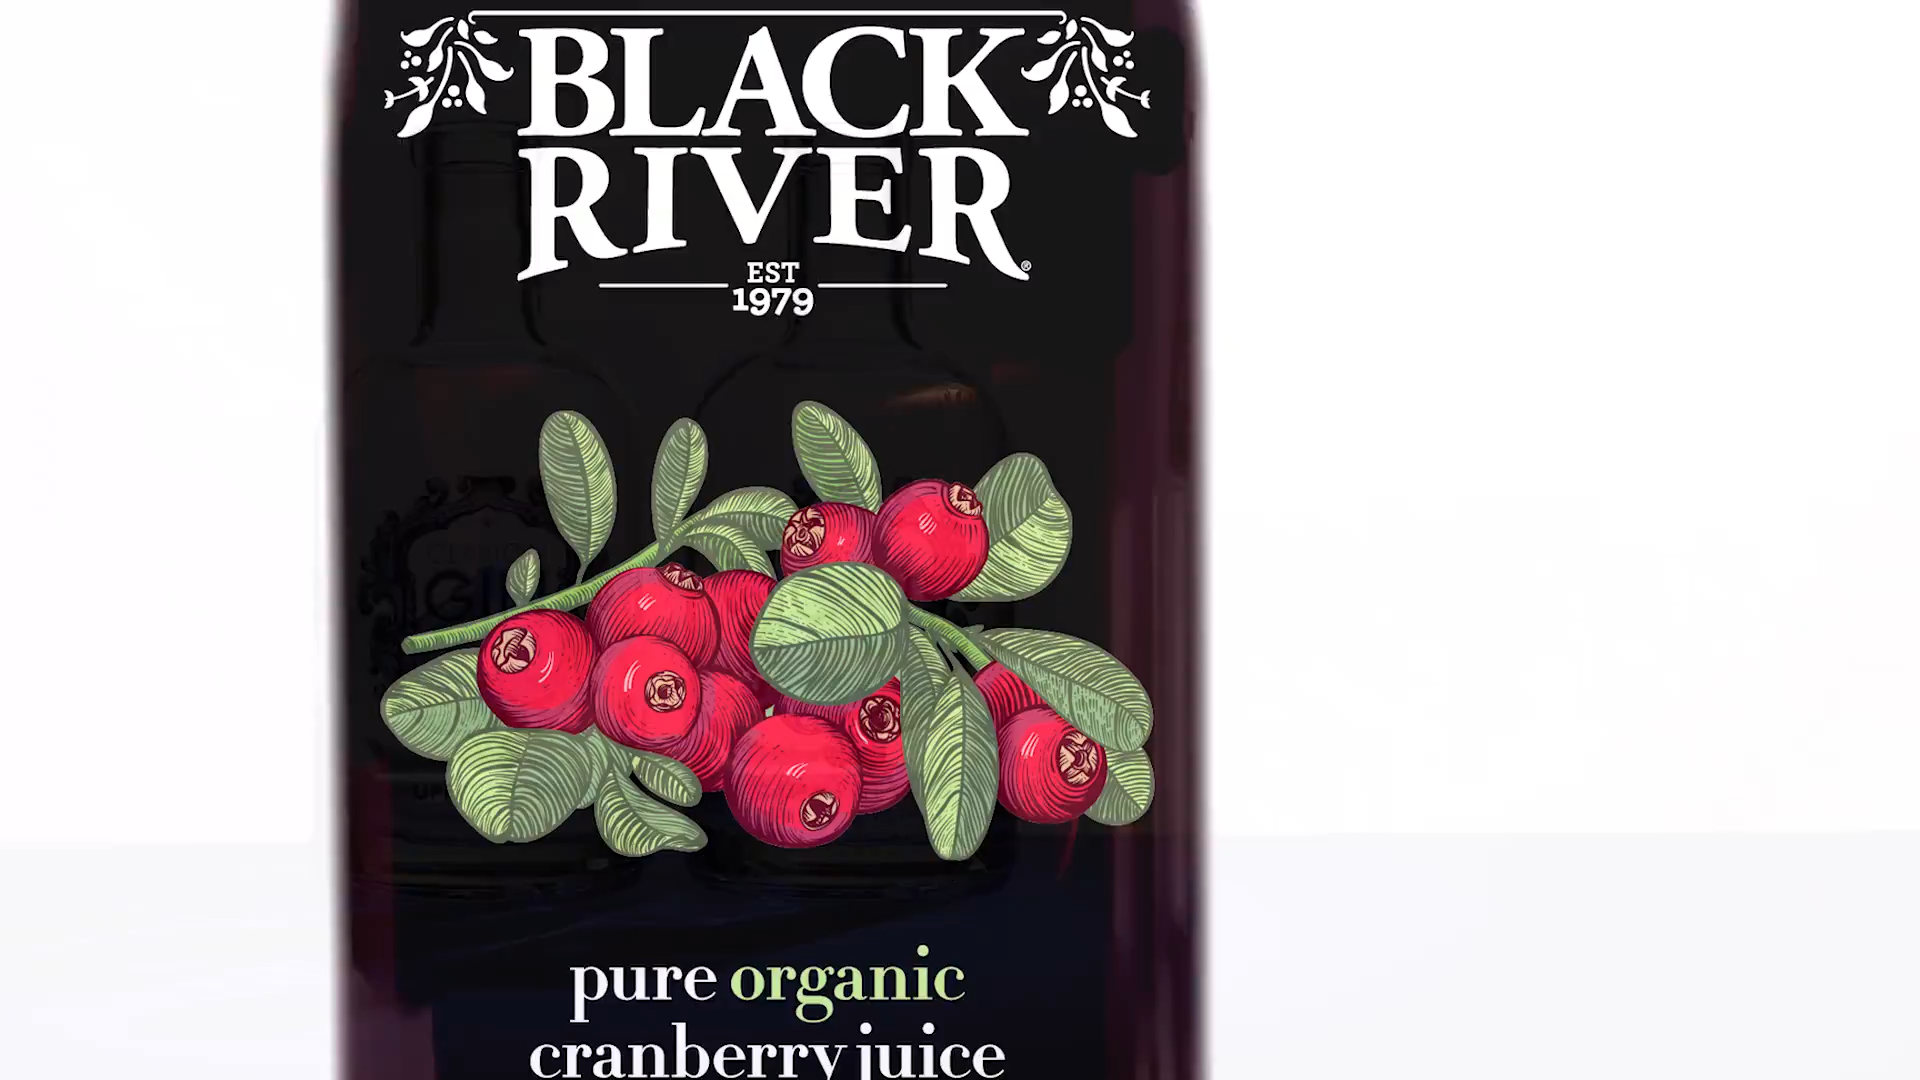 BLACK
RIVER®
EST
1979
pure organic
cranberry juice